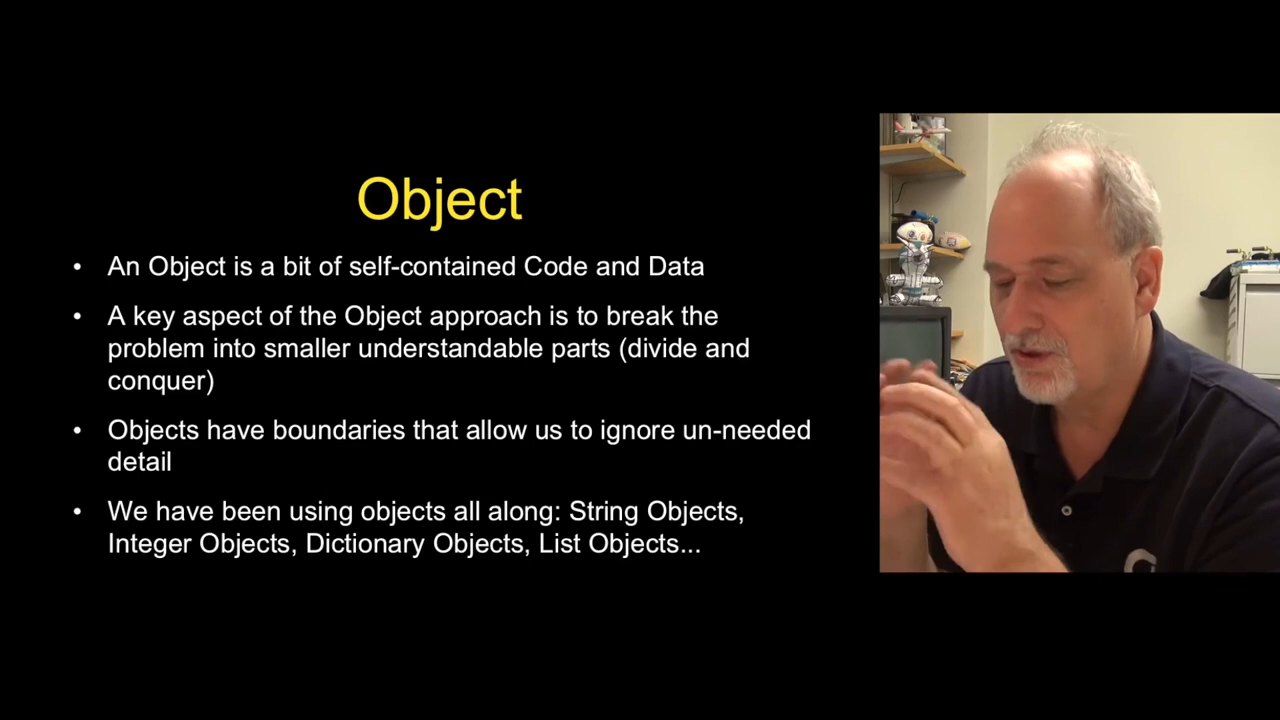 Object
• An Object is a bit of self-contained Code and Data
• A key aspect of the Object approach is to break the
problem into smaller understandable parts (divide and
conquer)
• Objects have boundaries that allow us to ignore un-needed
detail
• We have been using objects all along: String Objects,
Integer Objects, Dictionary Objects, List Objects...